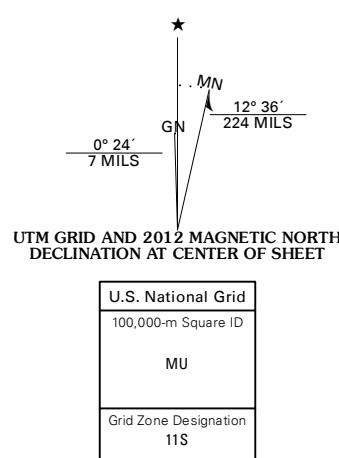 ★
MN
GN
12° 36´
224 MILS
0° 24´
7 MILS
UTM GRID AND 2012 MAGNETIC NORTH
DECLINATION AT CENTER OF SHEET
U.S. National Grid
100,000-m Square ID
MU
Grid Zone Designation
11S